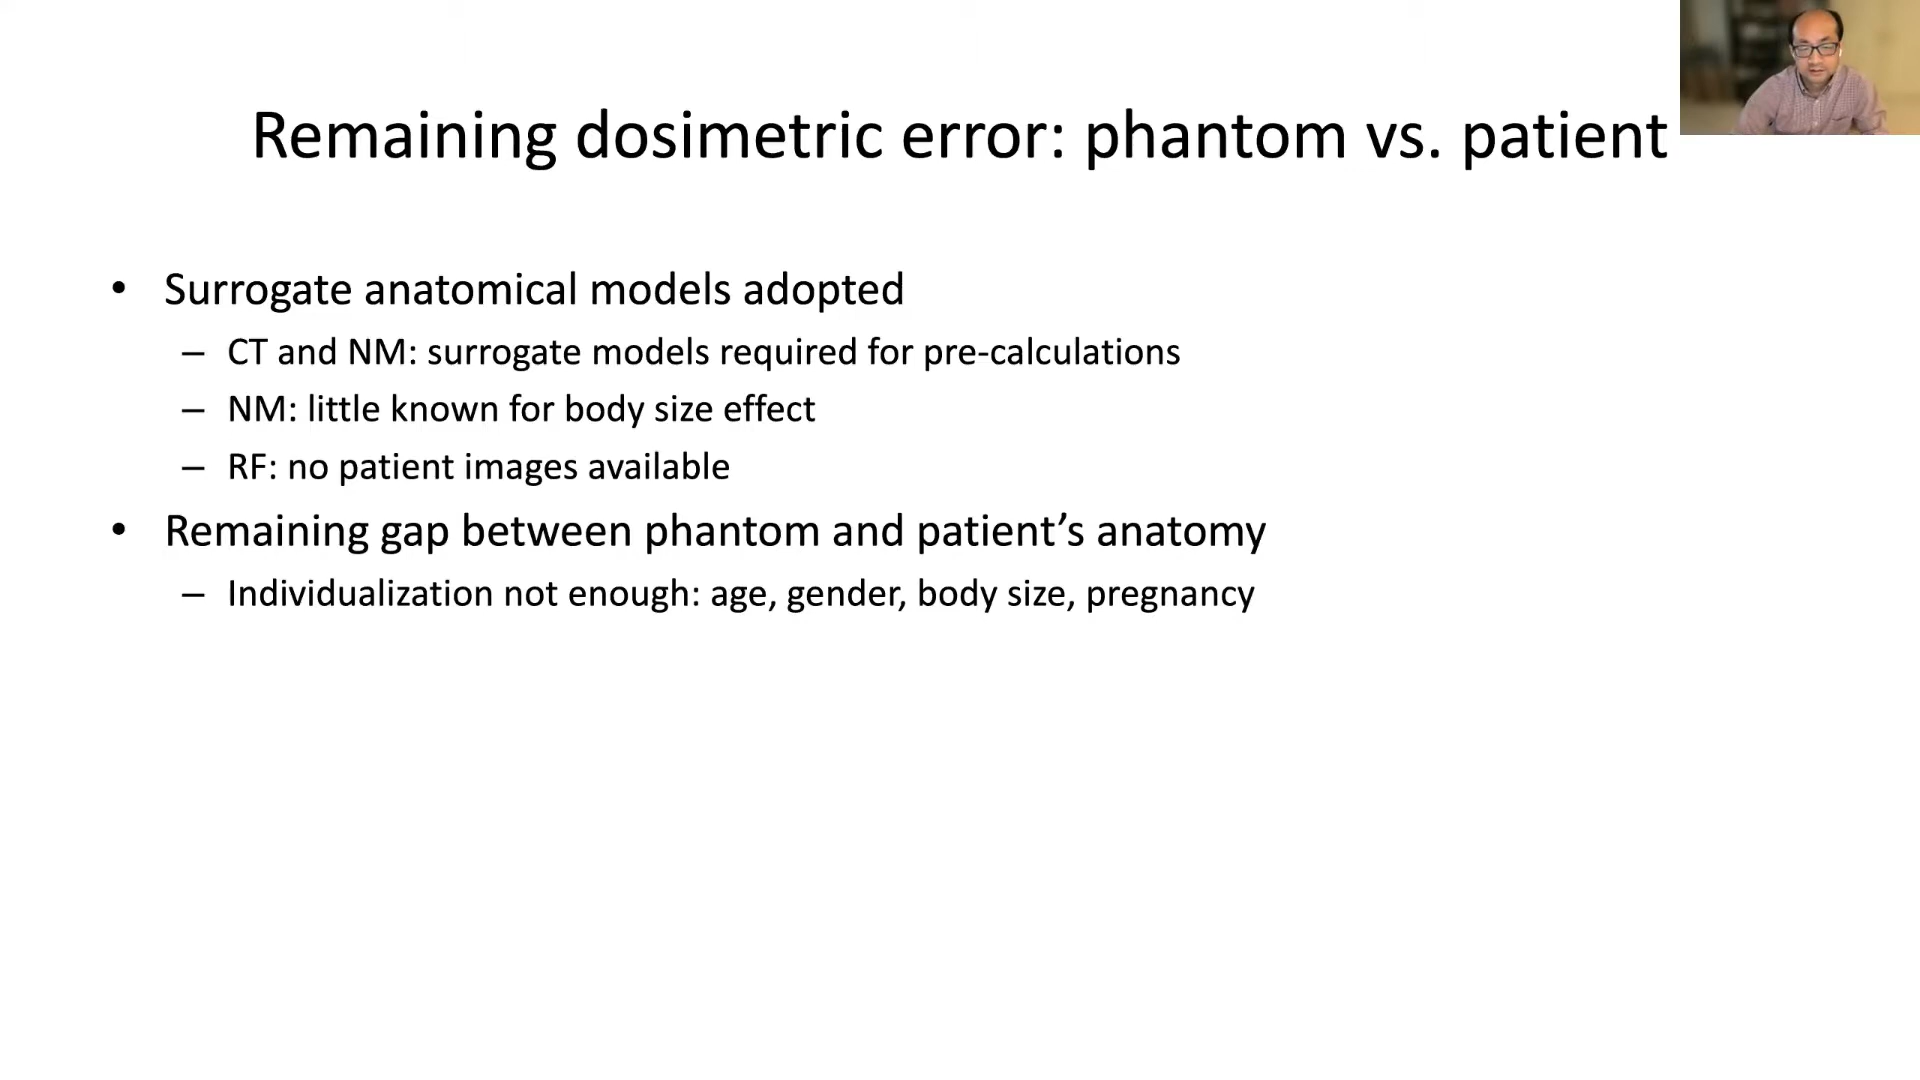 Remaining dosimetric error: phantom vs. patient
• Surrogate anatomical models adopted
– CT and NM: surrogate models required for pre-calculations
– NM: little known for body size effect
– RF: no patient images available
• Remaining gap between phantom and patient’s anatomy
– Individualization not enough: age, gender, body size, pregnancy